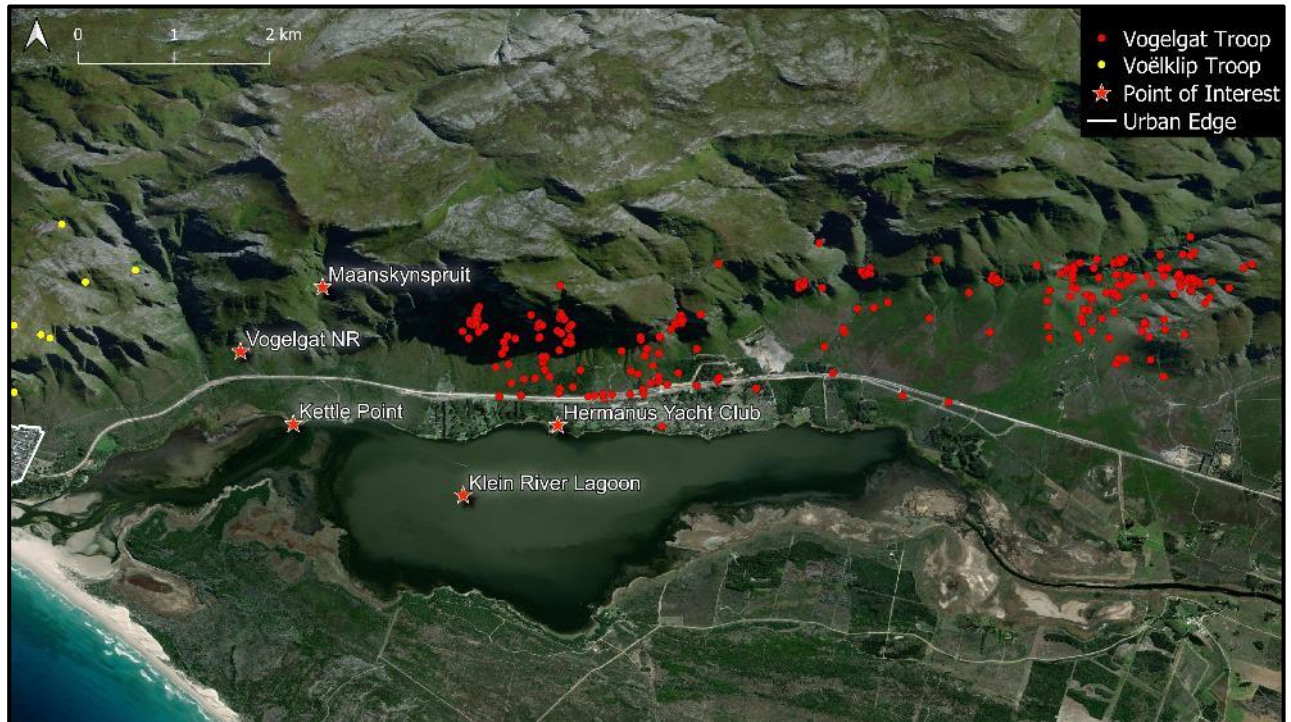 0 1 2 km
Vogelgat Troop
Voëlklip Troop
Point of Interest
Urban Edge
Maanskynspruit
Vogelgat NR
Kettle Point
Hermanus Yacht Club
Klein River Lagoon